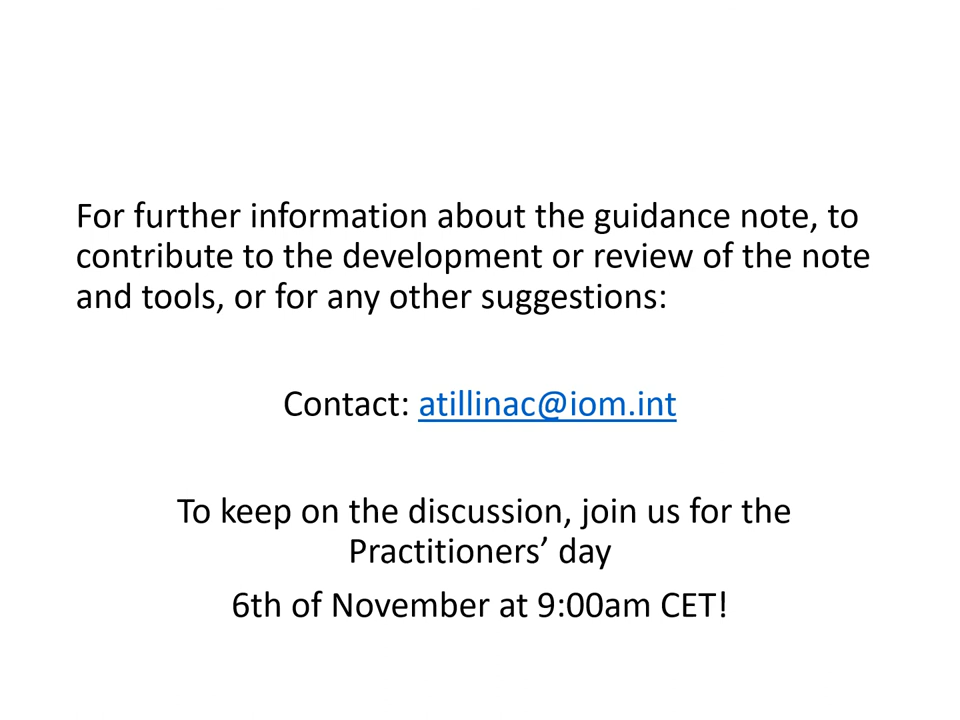 For further information about the guidance note, to
contribute to the development or review of the note
and tools, or for any other suggestions:
Contact: atillinac@iom.int
To keep on the discussion, join us for the
Practitioners’ day
6th of November at 9:00am CET!